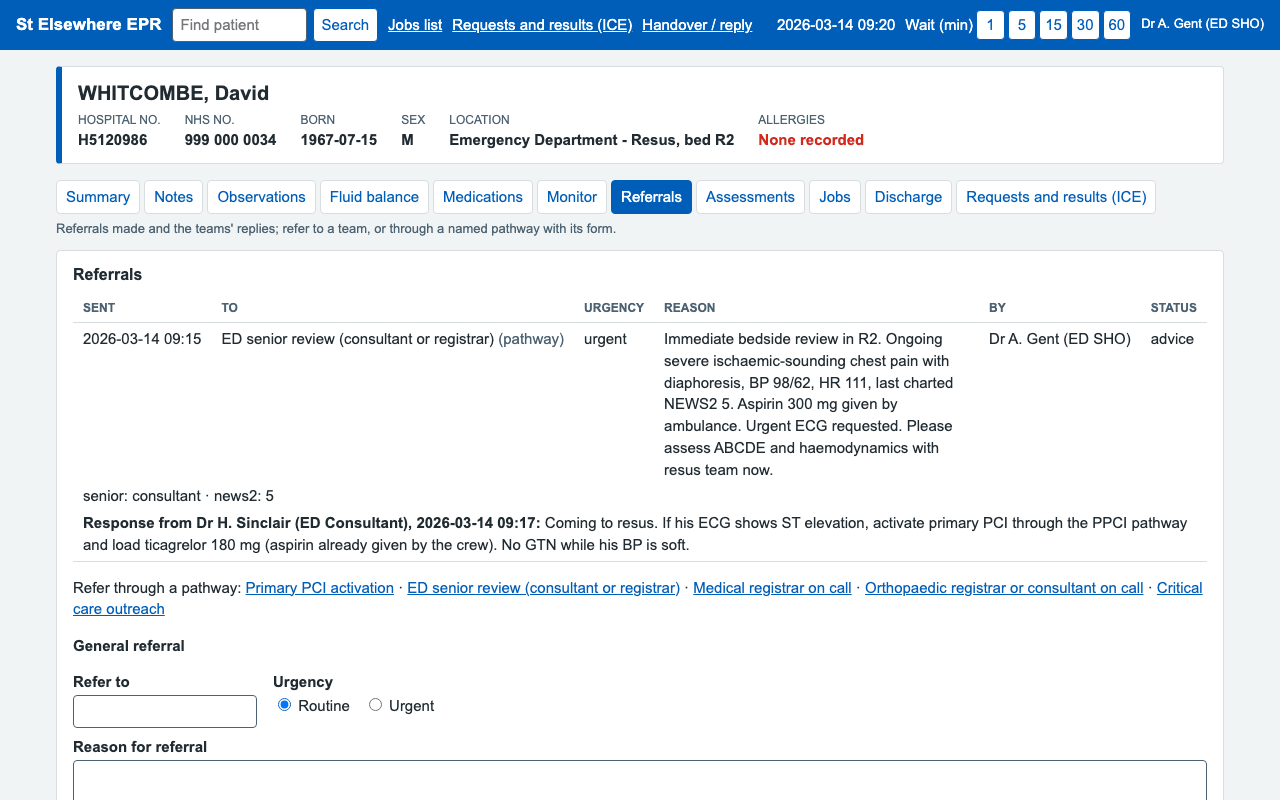 St Elsewhere EPR Find patient Search Jobs list Requests and results (ICE) Handover / reply 2026-03-14 09:20 Wait (min) 1 5 15 30 60 Dr A. Gent (ED SHO)
WHITCOMBE, David
HOSPITAL NO. NHS NO. BORN SEX LOCATION ALLERGIES
H5120986 999 000 0034 1967-07-15 M Emergency Department - Resus, bed R2 None recorded
Summary Notes Observations Fluid balance Medications Monitor Referrals Assessments Jobs Discharge Requests and results (ICE)
Referrals made and the teams' replies; refer to a team, or through a named pathway with its form.
Referrals
SENT TO URGENCY REASON BY STATUS
2026-03-14 09:15 ED senior review (consultant or registrar) (pathway) urgent Immediate bedside review in R2. Ongoing Dr A. Gent (ED SHO) advice
severe ischaemic-sounding chest pain with
diaphoresis, BP 98/62, HR 111, last charted
NEWS2 5. Aspirin 300 mg given by
ambulance. Urgent ECG requested. Please
assess ABCDE and haemodynamics with
resus team now.
senior: consultant · news2: 5
Response from Dr H. Sinclair (ED Consultant), 2026-03-14 09:17: Coming to resus. If his ECG shows ST elevation, activate primary PCI through the PPCI pathway
and load ticagrelor 180 mg (aspirin already given by the crew). No GTN while his BP is soft.
Refer through a pathway: Primary PCI activation · ED senior review (consultant or registrar) · Medical registrar on call · Orthopaedic registrar or consultant on call · Critical
care outreach
General referral
Refer to Urgency
Routine Urgent
Reason for referral